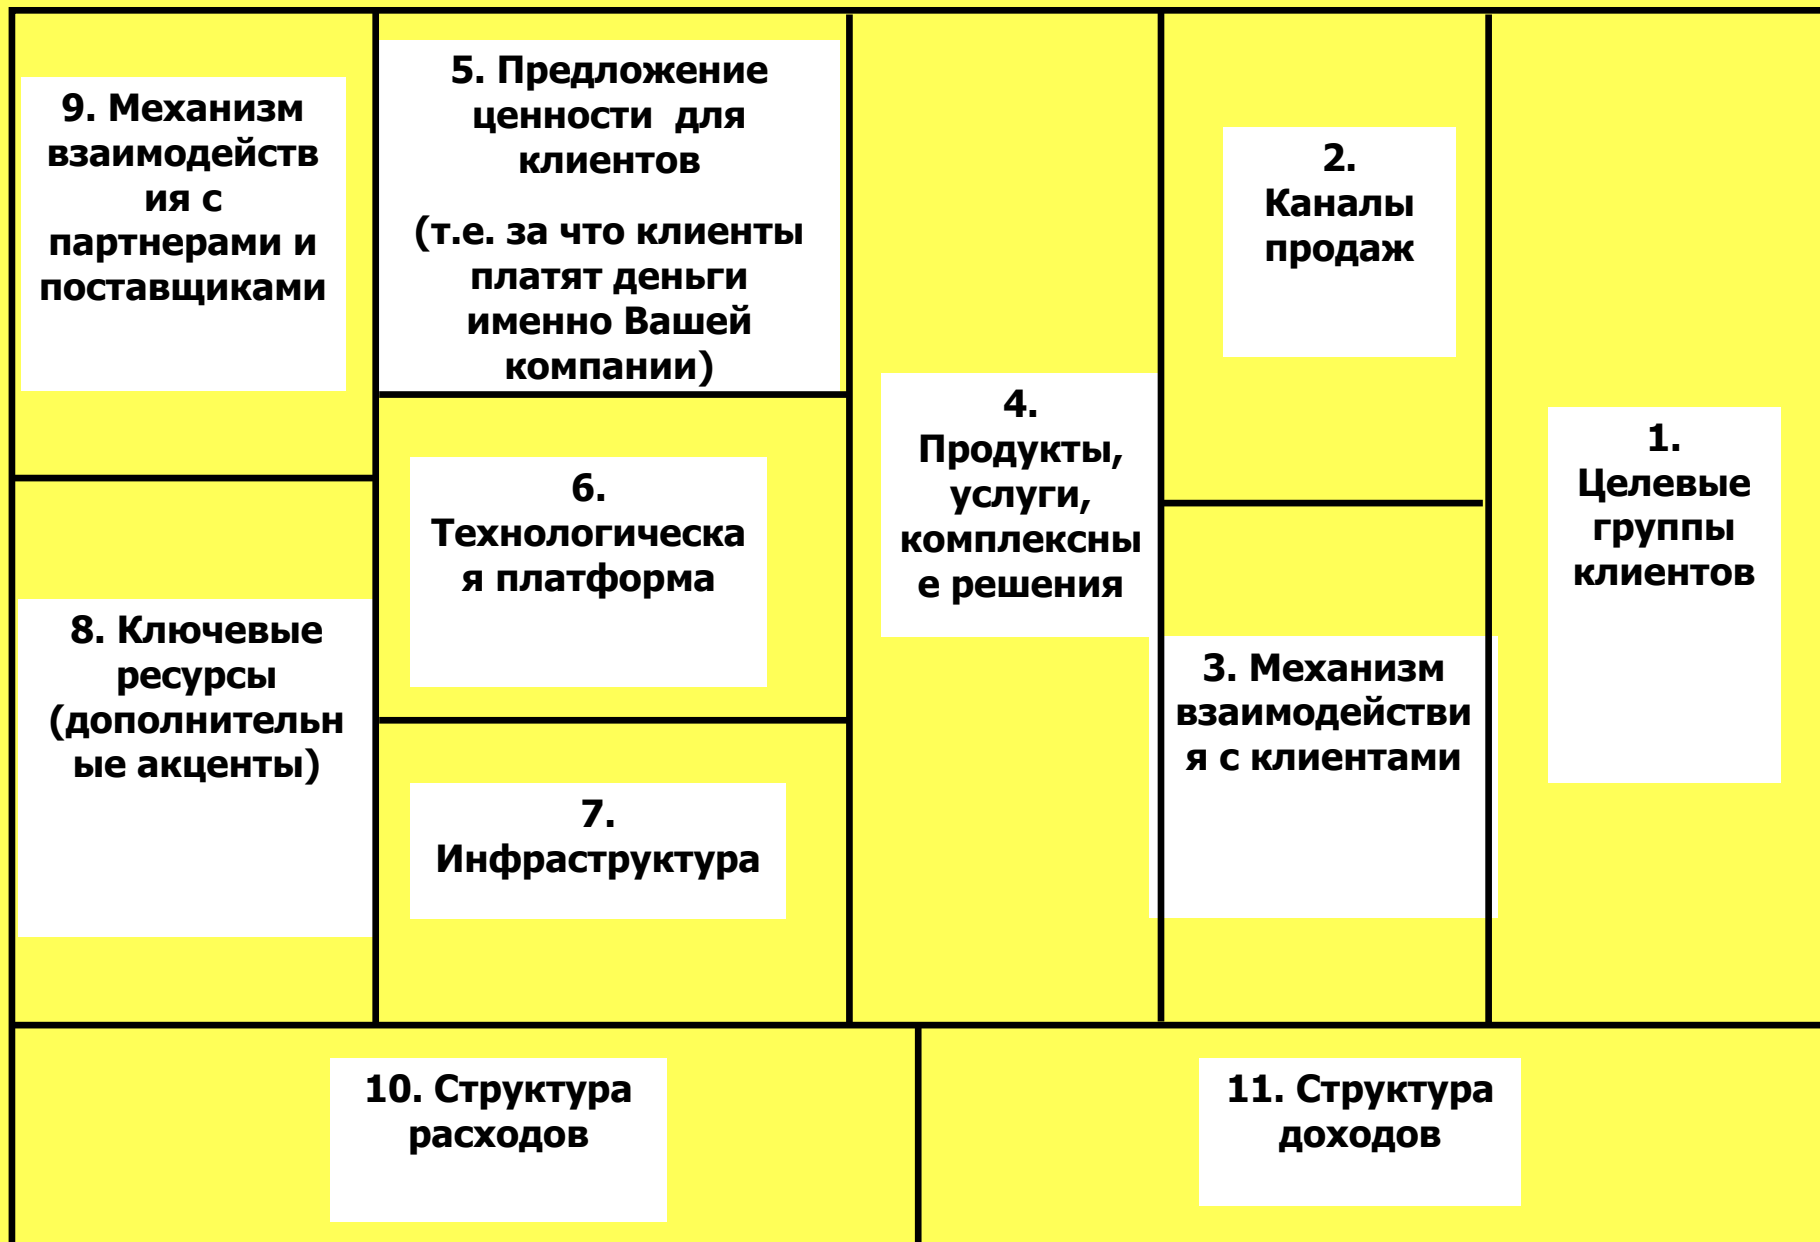 9. Механизм
взаимодейств
ия с
партнерами и
поставщиками
5. Предложение
ценности для
клиентов
(т.е. за что клиенты
платят деньги
именно Вашей
компании)
2.
Каналы
продаж
4.
Продукты,
услуги,
комплексны
е решения
1.
Целевые
группы
клиентов
6.
Технологическа
я платформа
8. Ключевые
ресурсы
(дополнительн
ые акценты)
3. Механизм
взаимодействи
я с клиентами
7.
Инфраструктура
10. Структура
расходов
11. Структура
доходов